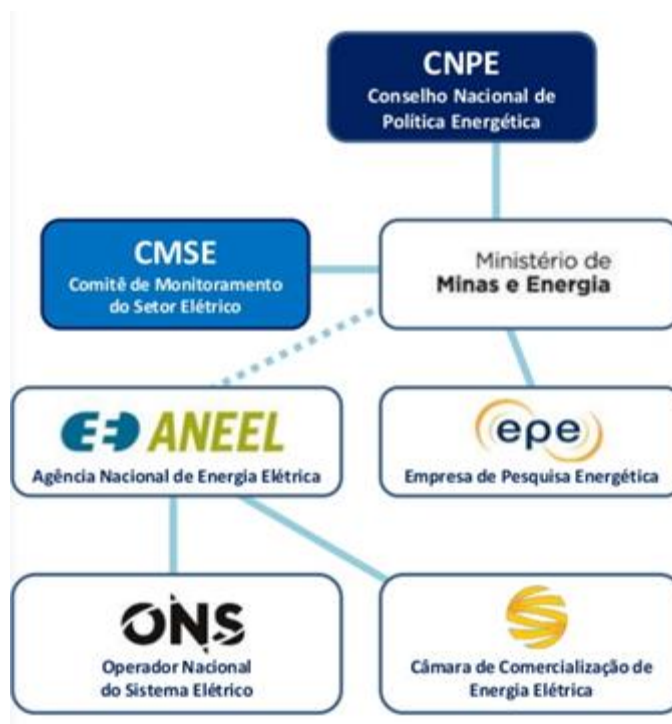 CNPE
Conselho Nacional de
Política Energética
CMSE
Comitê de Monitoramento
do Setor Elétrico
Ministério de
Minas e Energia
ANEEL
Agência Nacional de Energia Elétrica
epe
Empresa de Pesquisa Energética
ONS
Operador Nacional
do Sistema Elétrico
Câmara de Comercialização de
Energia Elétrica